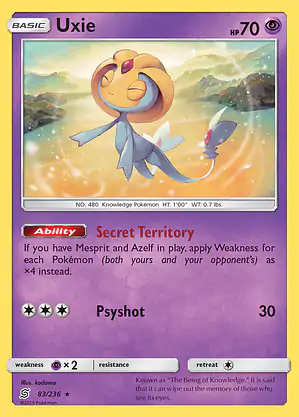 BASIC Uxie HP70
NO. 480 Knowledge Pokémon HT: 1'00" WT: 0.7 lbs.
Ability Secret Territory
If you have Mesprit and Azelf in play, apply Weakness for
each Pokémon (both yours and your opponent's) as
×4 instead.
Psyshot 30
weakness ×2 resistance retreat
illus. kodama
83/236 ★
©2019 Pokémon
Known as "The Being of Knowledge." It is said
that it can wipe out the memory of those who
see its eyes.